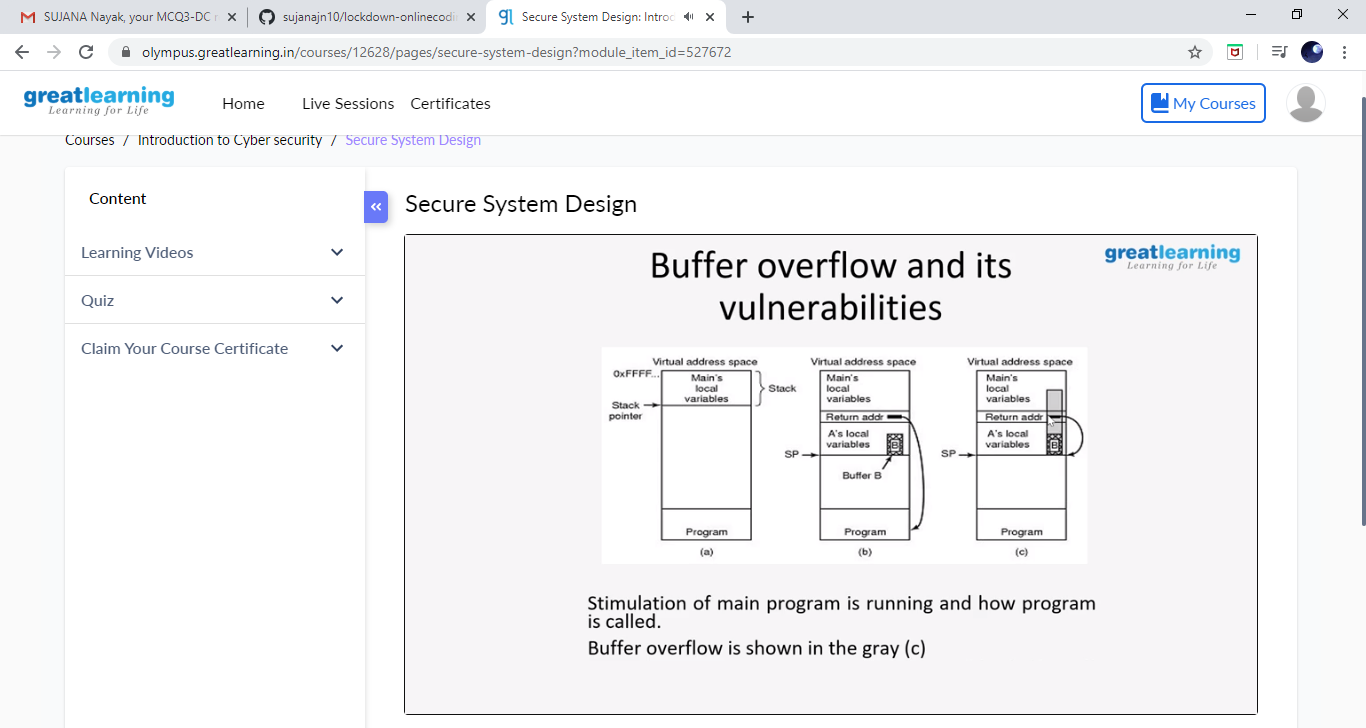 SUJANA Nayak, your MCQ3-DC
sujanajn10/lockdown-onlinecodi
Secure System Design: Introd
olympus.greatlearning.in/courses/12628/pages/secure-system-design?module_item_id=527672
greatlearning
Learning for Life
Home
Live Sessions
Certificates
My Courses
Courses / Introduction to Cyber security / Secure System Design
Content
«
Secure System Design
Learning Videos
Quiz
Claim Your Course Certificate
Buffer overflow and its
vulnerabilities
greatlearning
Learning for Life
Virtual address space
0xFFFF...
Main's
local
variables
Stack
Stack
pointer
Program
(a)
Virtual address space
Main's
local
variables
Return addr
A's local
variables
B
SP
Buffer B
Program
(b)
Virtual address space
Main's
local
variables
Return addr
A's local
variables
B
SP
Program
(c)
Stimulation of main program is running and how program
is called.
Buffer overflow is shown in the gray (c)